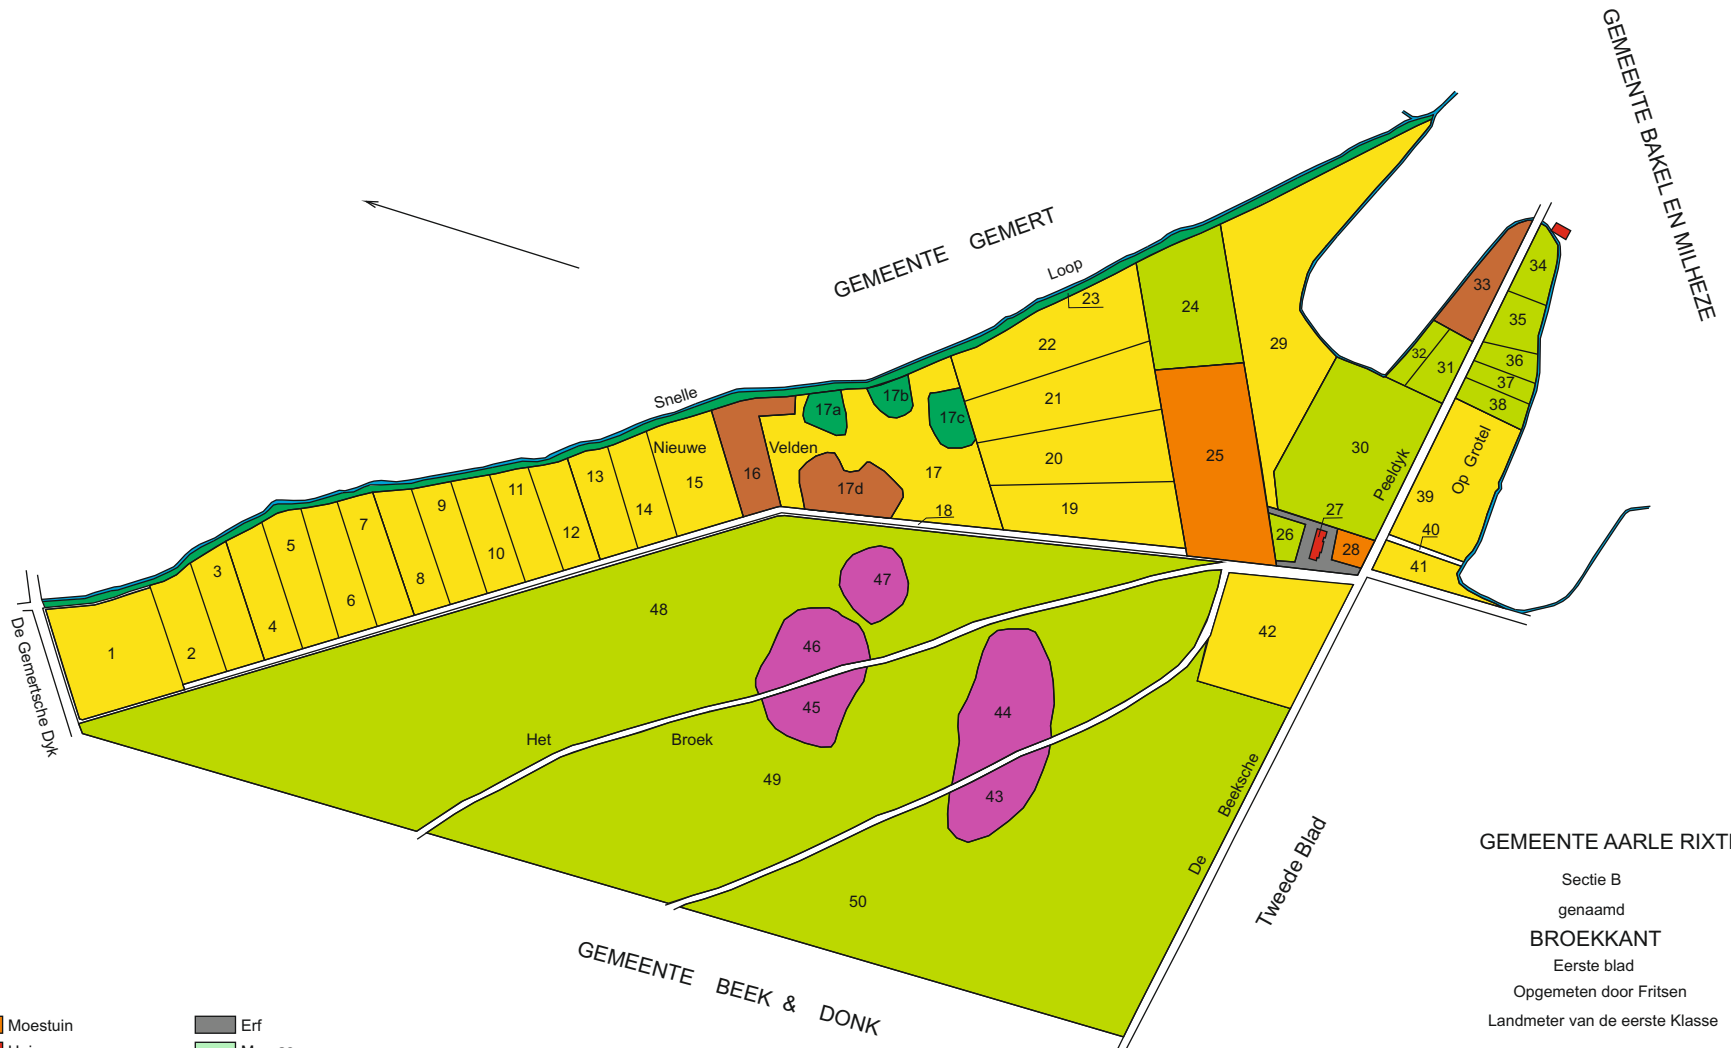 GEMEENTE BAKEL EN MILHEZE
GEMEENTE GEMERT
Loop
Snelle
Nieuwe
Velden
De Gemertsche Dyk
Peeldyk
Op Grotel
Het
Broek
De
Beeksche
Tweede Blad
GEMEENTE BEEK & DONK
1
2
3
4
5
6
7
8
9
10
11
12
13
14
15
16
17
17a
17b
17c
17d
18
19
20
21
22
23
24
25
26
27
28
29
30
31
32
33
34
35
36
37
38
39
40
41
42
43
44
45
46
47
48
49
50
GEMEENTE AARLE RIXT
Sectie B
genaamd
BROEKKANT
Eerste blad
Opgemeten door Fritsen
Landmeter van de eerste Klasse
Moestuin
Erf